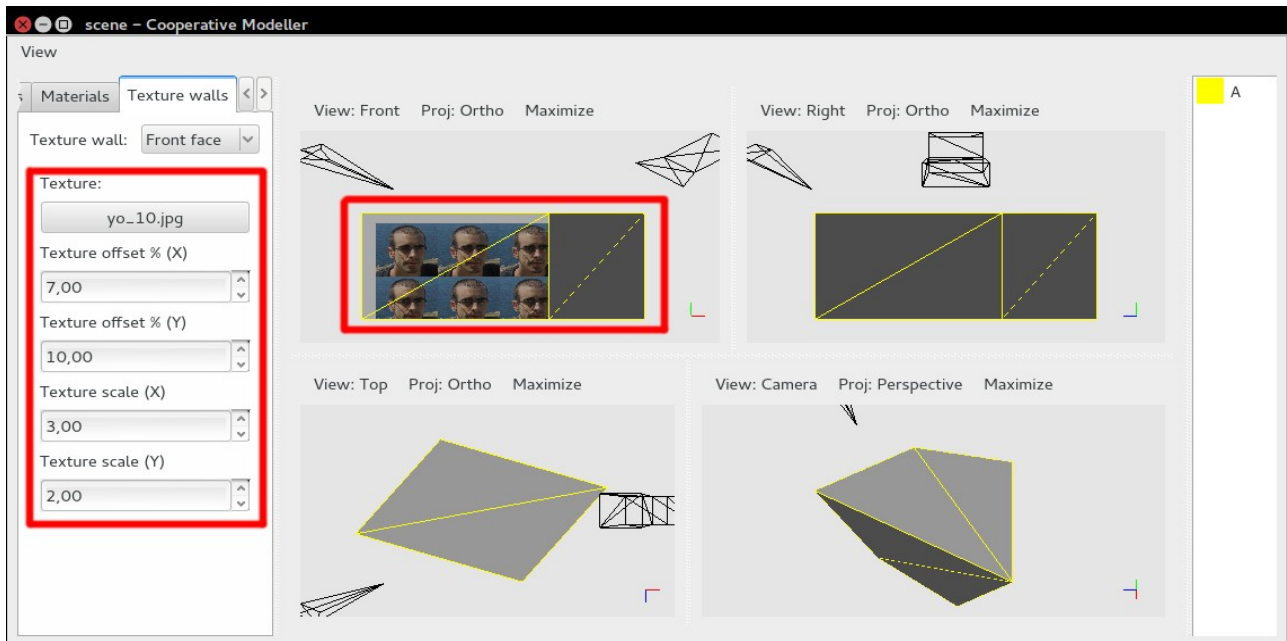 scene – Cooperative Modeller
View
Materials Texture walls < >
Texture wall: Front face
Texture:
yo_10.jpg
Texture offset % (X)
7,00
Texture offset % (Y)
10,00
Texture scale (X)
3,00
Texture scale (Y)
2,00
View: Front Proj: Ortho Maximize
View: Right Proj: Ortho Maximize
View: Top Proj: Ortho Maximize
View: Camera Proj: Perspective Maximize
A